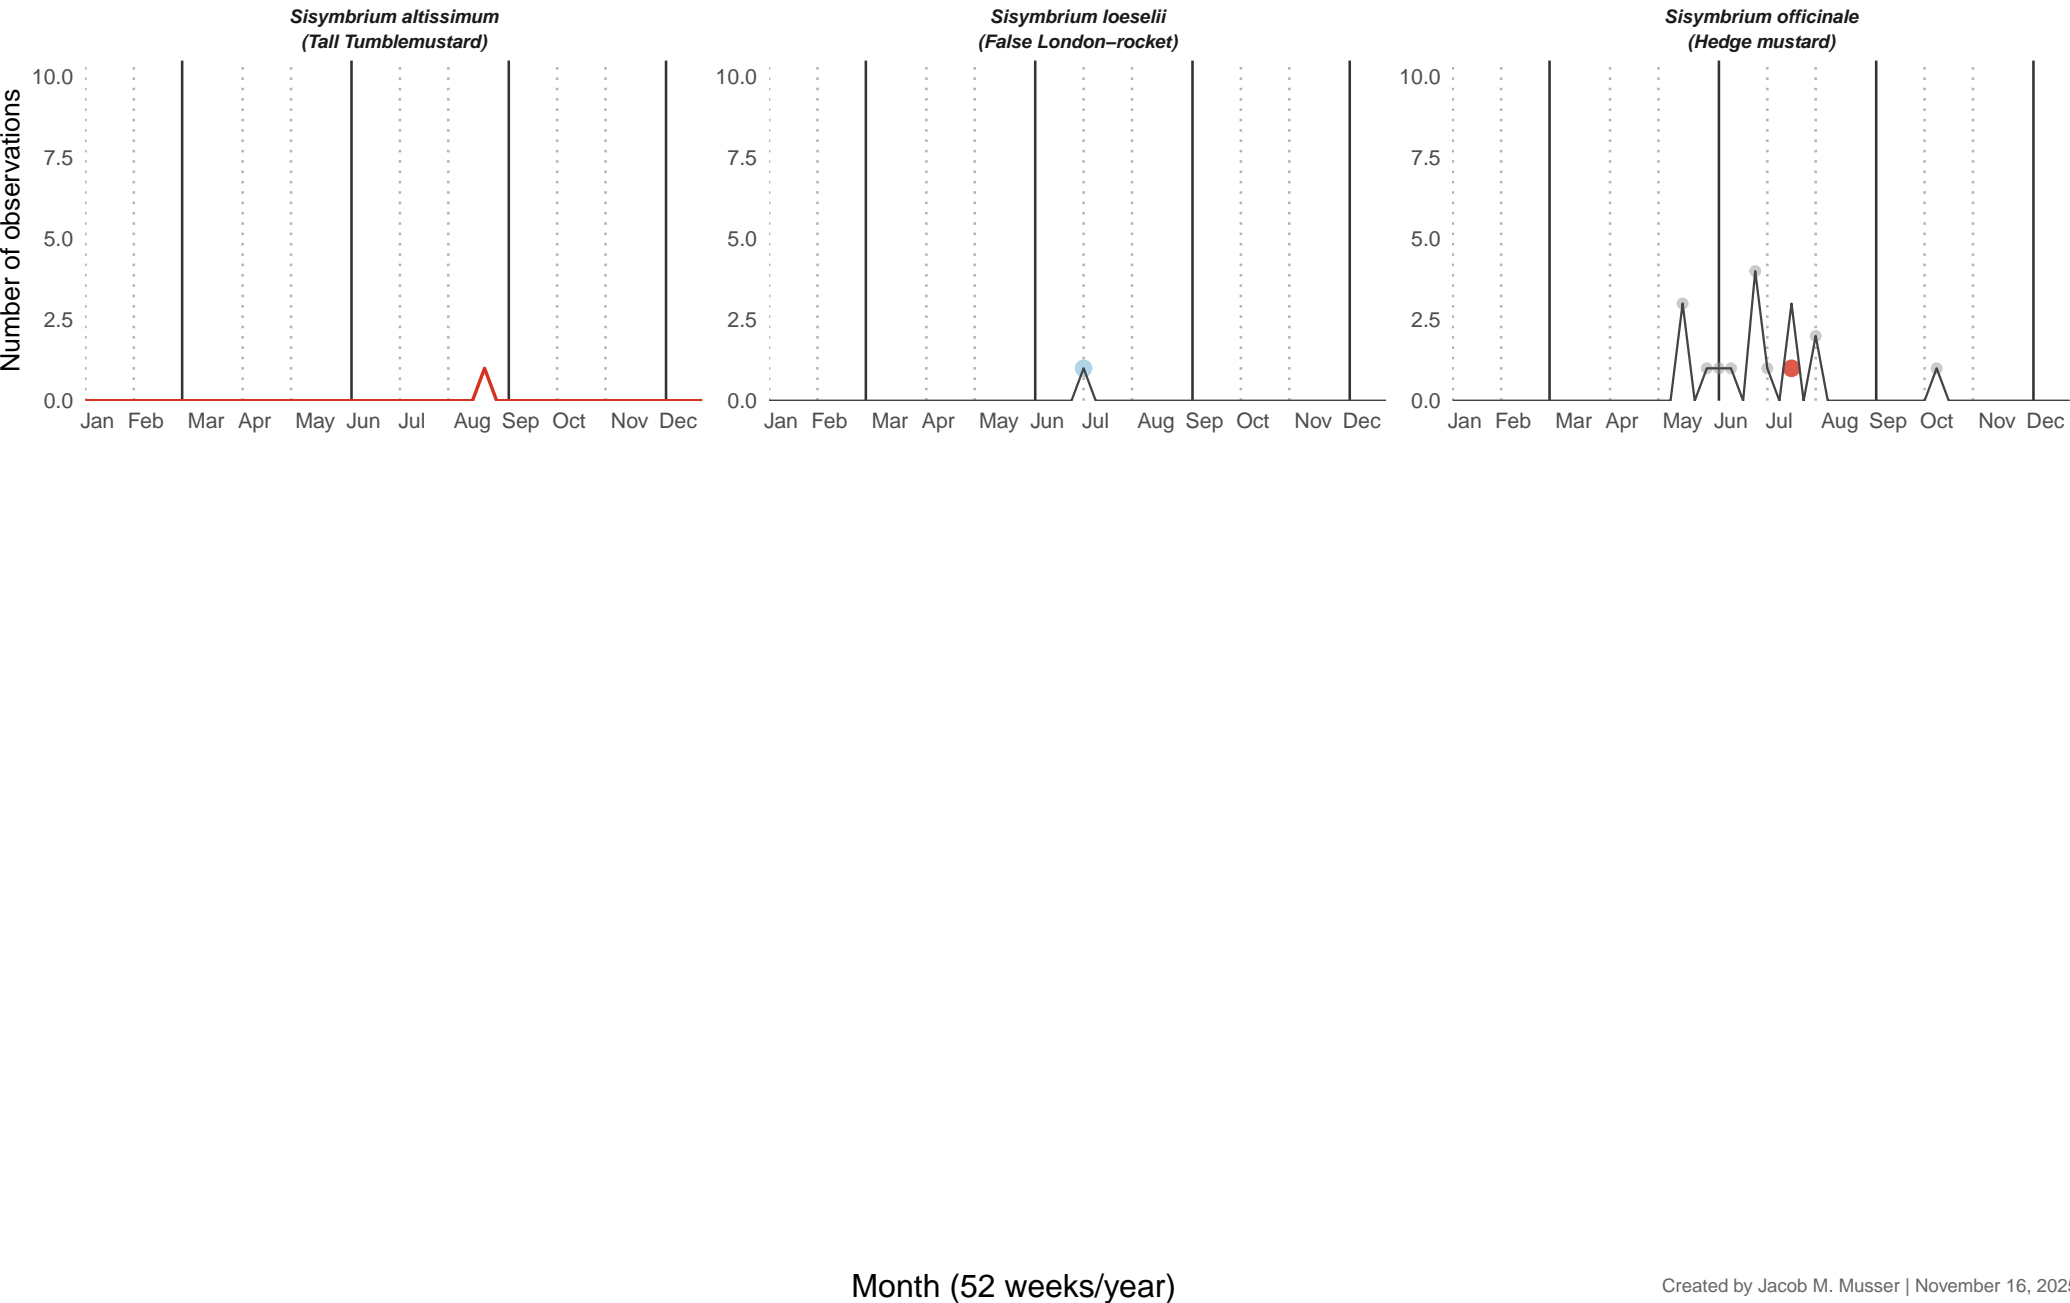 Sisymbrium altissimum
(Tall Tumblemustard)
Sisymbrium loeselii
(False London−rocket)
Sisymbrium officinale
(Hedge mustard)
Number of observations
10.0
7.5
5.0
2.5
0.0
Jan Feb Mar Apr May Jun Jul Aug Sep Oct Nov Dec
10.0
7.5
5.0
2.5
0.0
Jan Feb Mar Apr May Jun Jul Aug Sep Oct Nov Dec
10.0
7.5
5.0
2.5
0.0
Jan Feb Mar Apr May Jun Jul Aug Sep Oct Nov Dec
Month (52 weeks/year)
Created by Jacob M. Musser | November 16, 2025